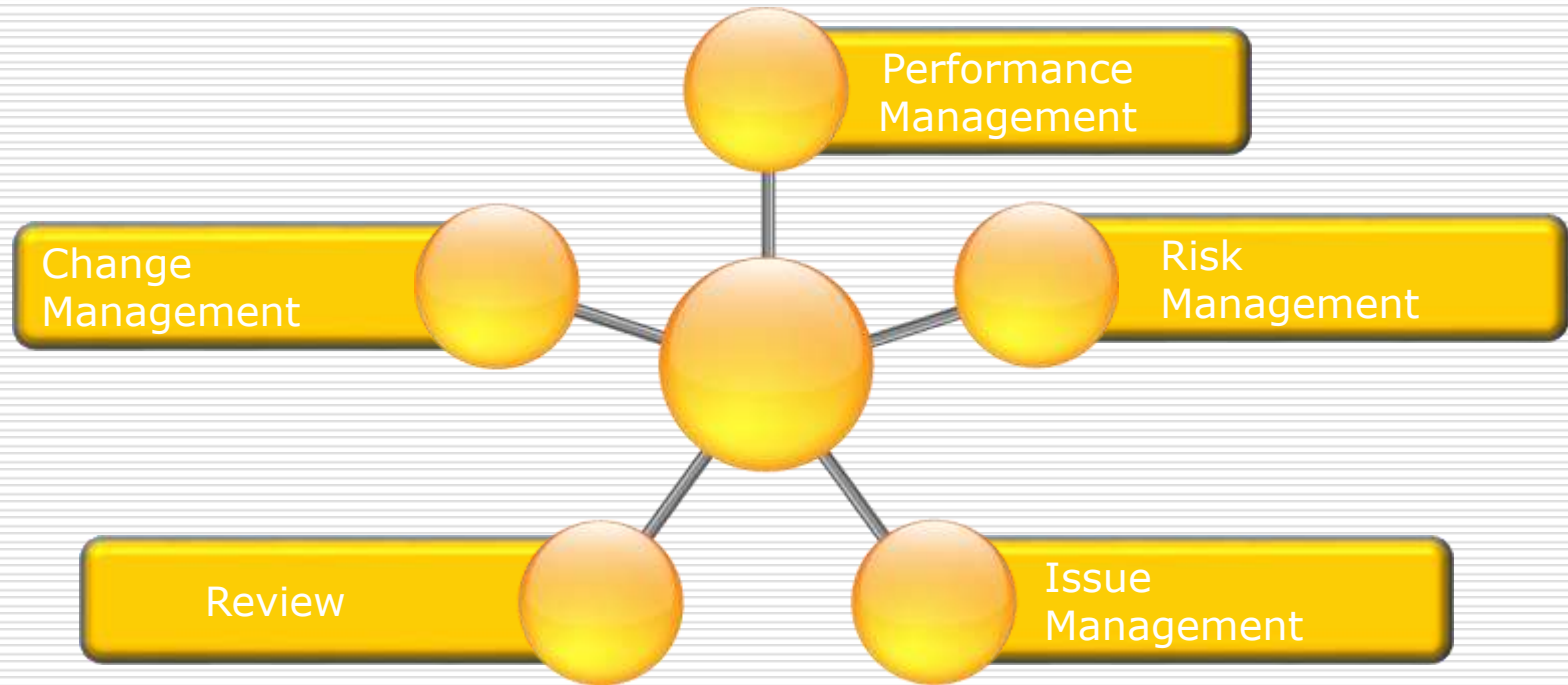 Performance
Management
Change
Management
Risk
Management
Review
Issue
Management